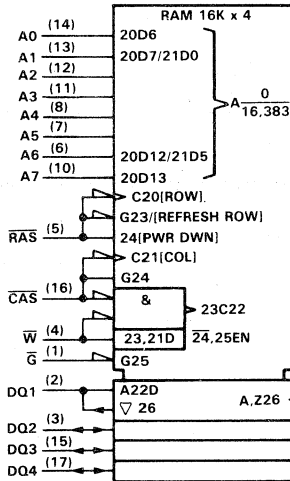 RAM 16K x 4
A0 (14) 20D6
A1 (13) 20D7/21D0
A2 (12)
A3 (11)
A4 (8)
A5 (7)
A6 (6) 20D12/21D5
A7 (10) 20D13
A 0/16,383
C20[ROW]
G23/[REFRESH ROW]
RAS (5) 24[PWR DWN]
C21[COL]
G24
CAS (16) & 23C22
W (4) 23,21D 24,25EN
G (1) G25
DQ1 (2) A22D
▽ 26 A,Z26
DQ2 (3)
DQ3 (15)
DQ4 (17)